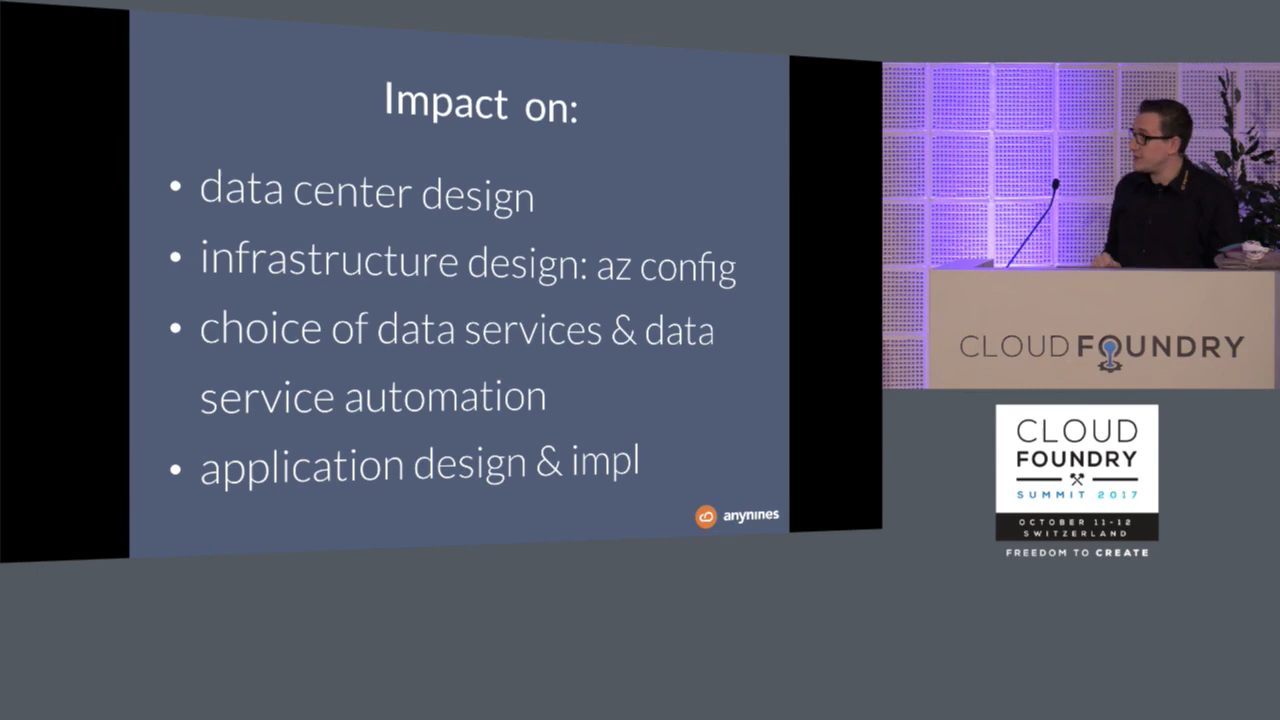 Impact on:
• data center design
• infrastructure design: az config
• choice of data services & data
service automation
• application design & impl
anynines
CLOUD FOUNDRY
CLOUD
FOUNDRY
SUMMIT 2017
OCTOBER 11-12
SWITZERLAND
FREEDOM TO CREATE